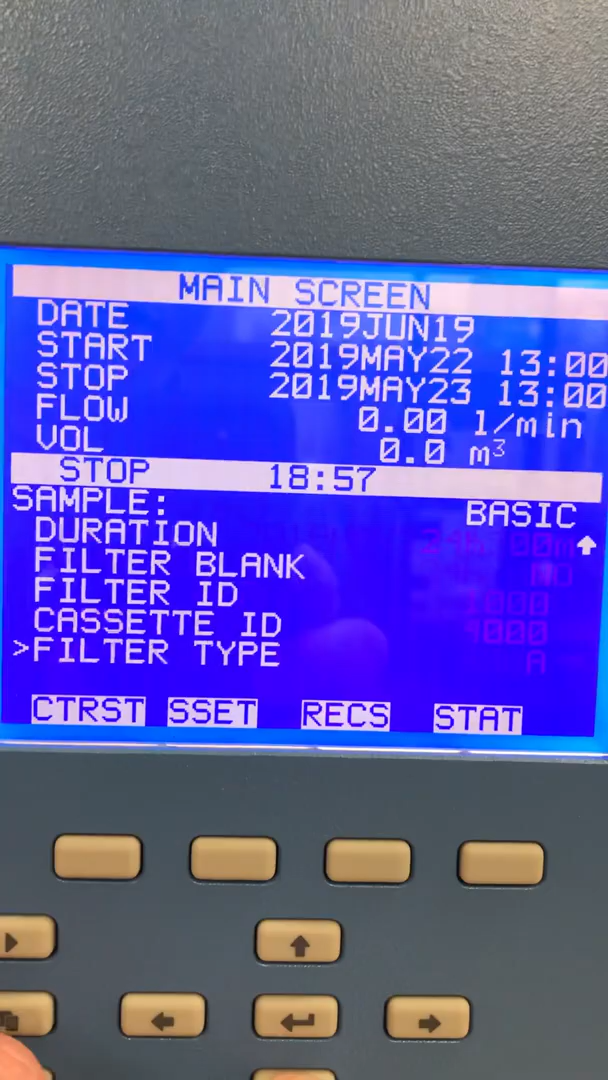 MAIN SCREEN
DATE 2019JUN19
START 2019MAY22 13:00
STOP 2019MAY23 13:00
FLOW 0.00 l/min
VOL 0.0 m³
STOP 18:57
SAMPLE: BASIC
DURATION
FILTER BLANK
FILTER ID
CASSETTE ID
>FILTER TYPE A
CTRST SSET RECS STAT